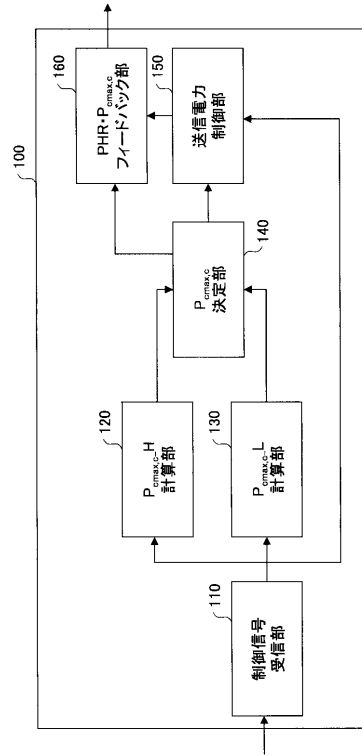 100
110
制御信号
受信部
120
Pcmax,c_H
計算部
130
Pcmax,c_L
計算部
140
Pcmax,c
決定部
150
送信電力
制御部
160
PHR・Pcmax,c
フィードバック部